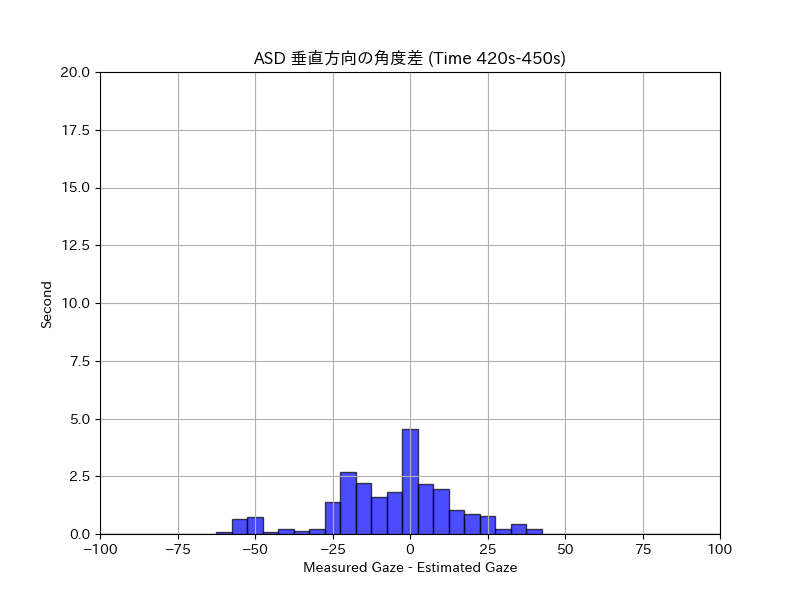 ASD 垂直方向の角度差 (Time 420s-450s)
20.0
17.5
15.0
12.5
10.0
7.5
5.0
2.5
0.0
Second
−100 −75 −50 −25 0 25 50 75 100
Measured Gaze - Estimated Gaze